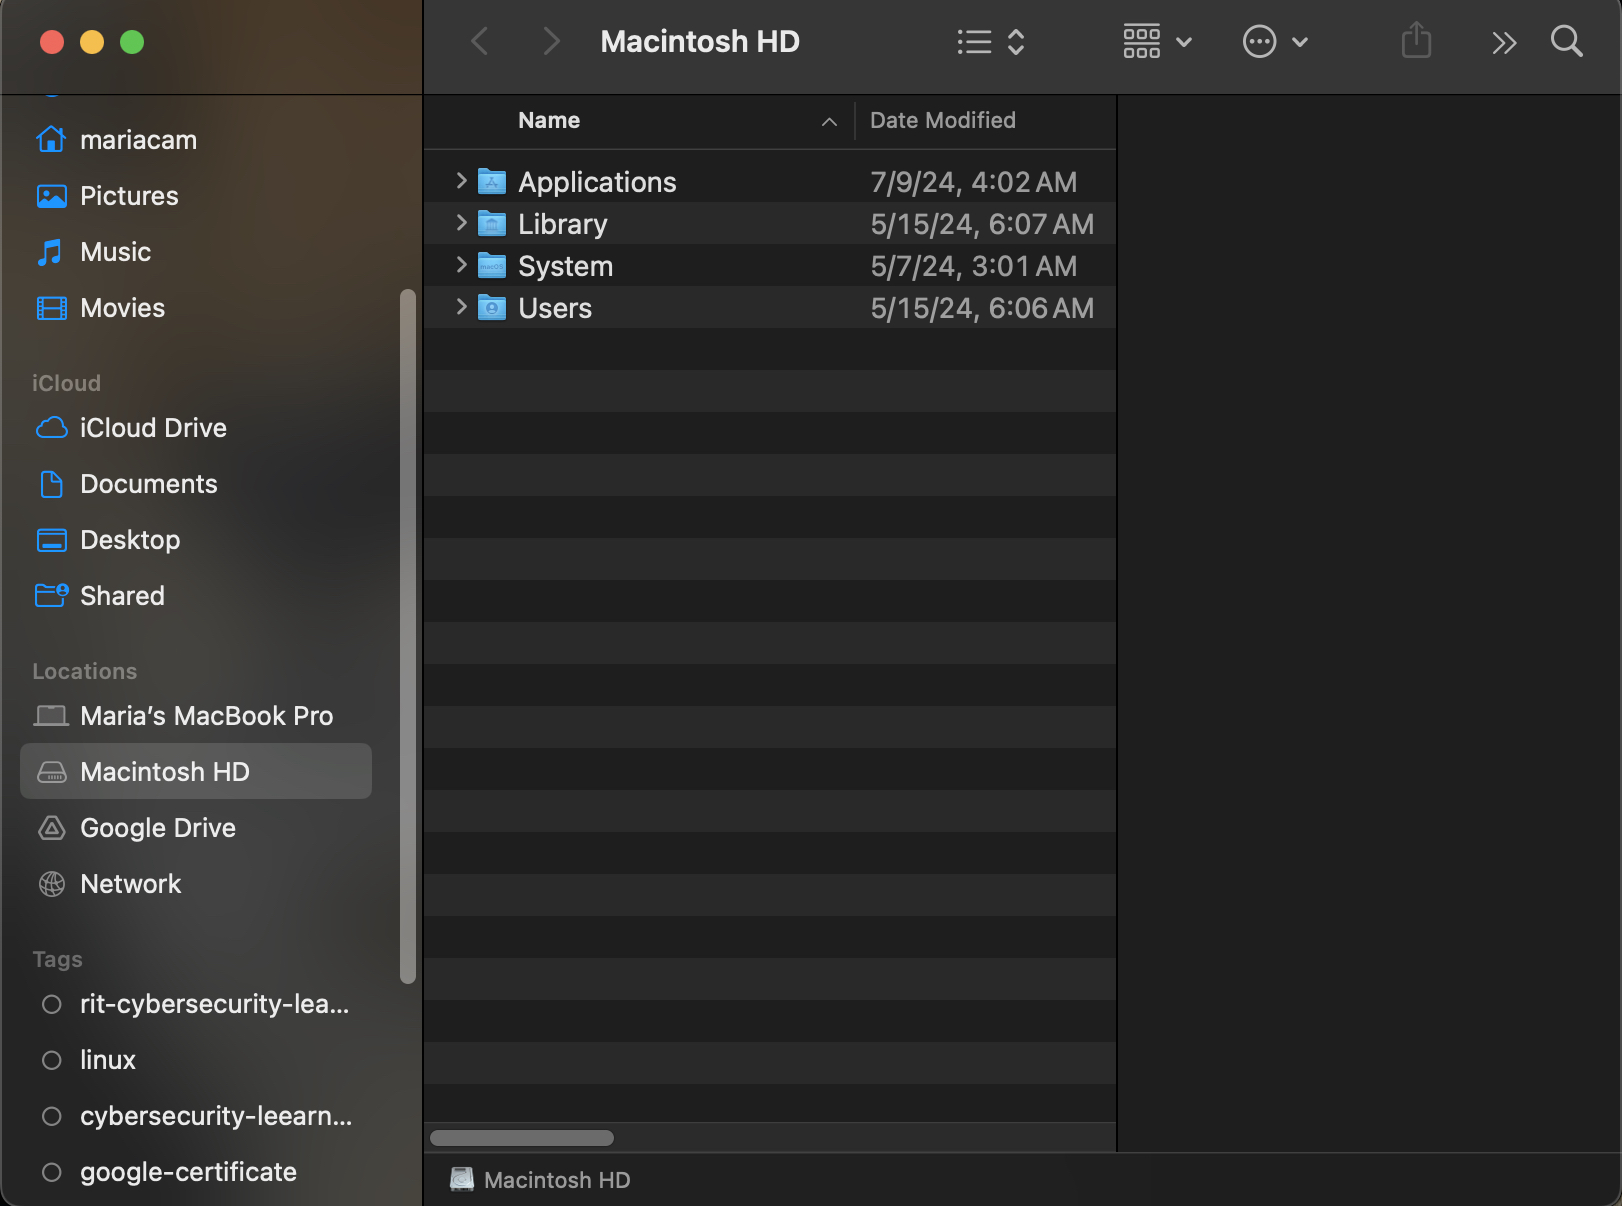 Macintosh HD
mariacam
Pictures
Music
Movies
iCloud
iCloud Drive
Documents
Desktop
Shared
Locations
Maria’s MacBook Pro
Macintosh HD
Google Drive
Network
Tags
rit-cybersecurity-lea...
linux
cybersecurity-leearn...
google-certificate
Name Date Modified
Applications 7/9/24, 4:02 AM
Library 5/15/24, 6:07 AM
System 5/7/24, 3:01 AM
Users 5/15/24, 6:06 AM
Macintosh HD